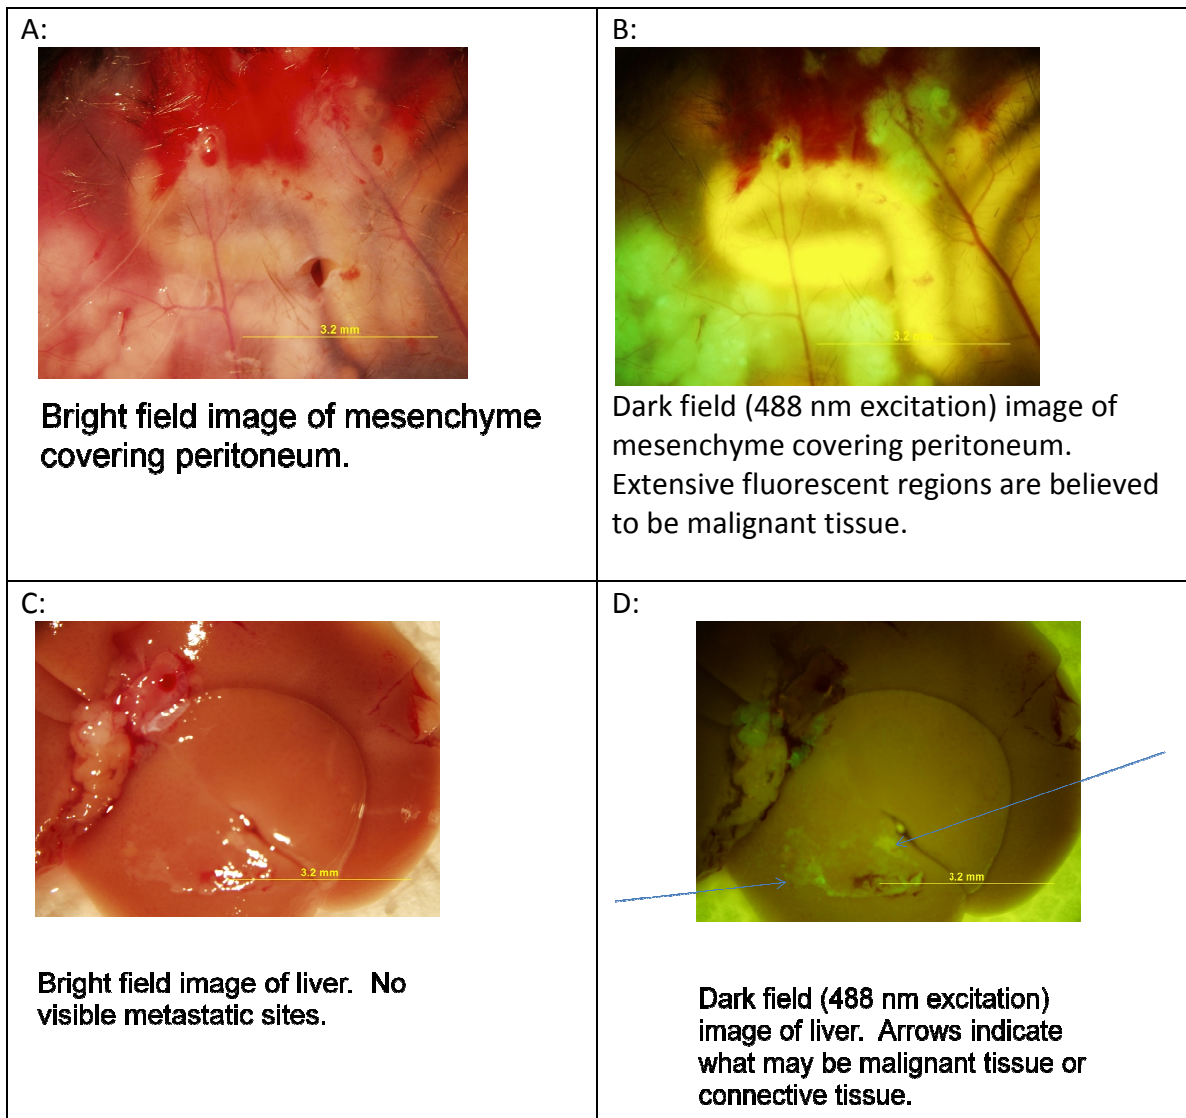 A:
3.2 mm
Bright field image of mesenchyme
covering peritoneum.
B:
3.2 mm
Dark field (488 nm excitation) image of
mesenchyme covering peritoneum.
Extensive fluorescent regions are believed
to be malignant tissue.
C:
3.2 mm
Bright field image of liver.  No
visible metastatic sites.
D:
3.2 mm
Dark field (488 nm excitation)
image of liver.  Arrows indicate
what may be malignant tissue or
connective tissue.